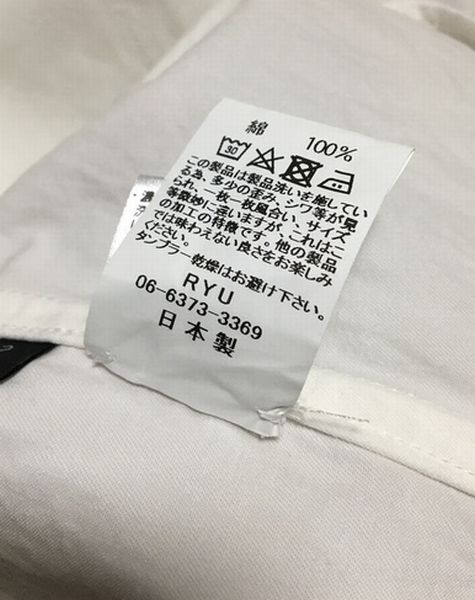 綿 100%
30
この製品は製品洗いを施してい
る為、多少の歪み、シワ等が見
られ、一枚一枚風合い、サイズ
等微妙に違いますが、これはこ
の加工の特徴です。他の製品
では味わえない良さをお楽しみ
ください。
タンブラー乾燥はお避け下さい。
RYU
06-6373-3369
日本製